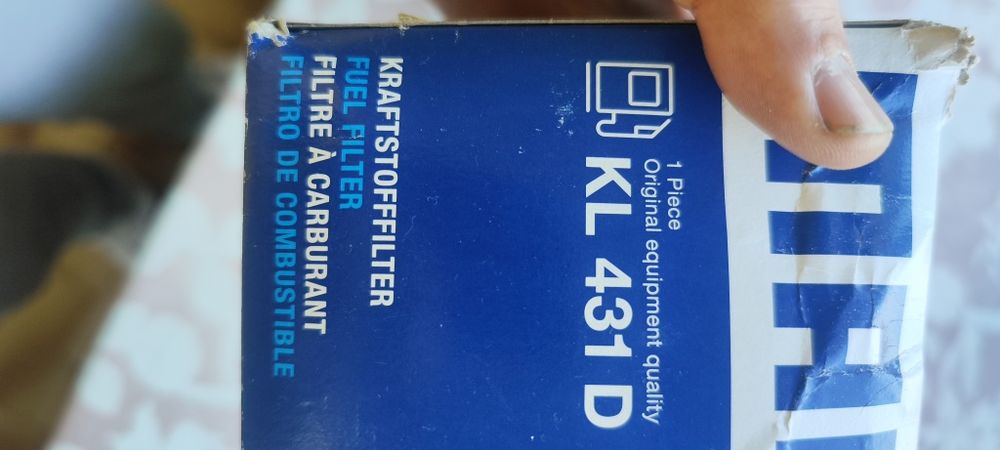 1 Piece
Original equipment quality
KL 431 D
KRAFTSTOFFFILTER
FUEL FILTER
FILTRE À CARBURANT
FILTRO DE COMBUSTIBLE